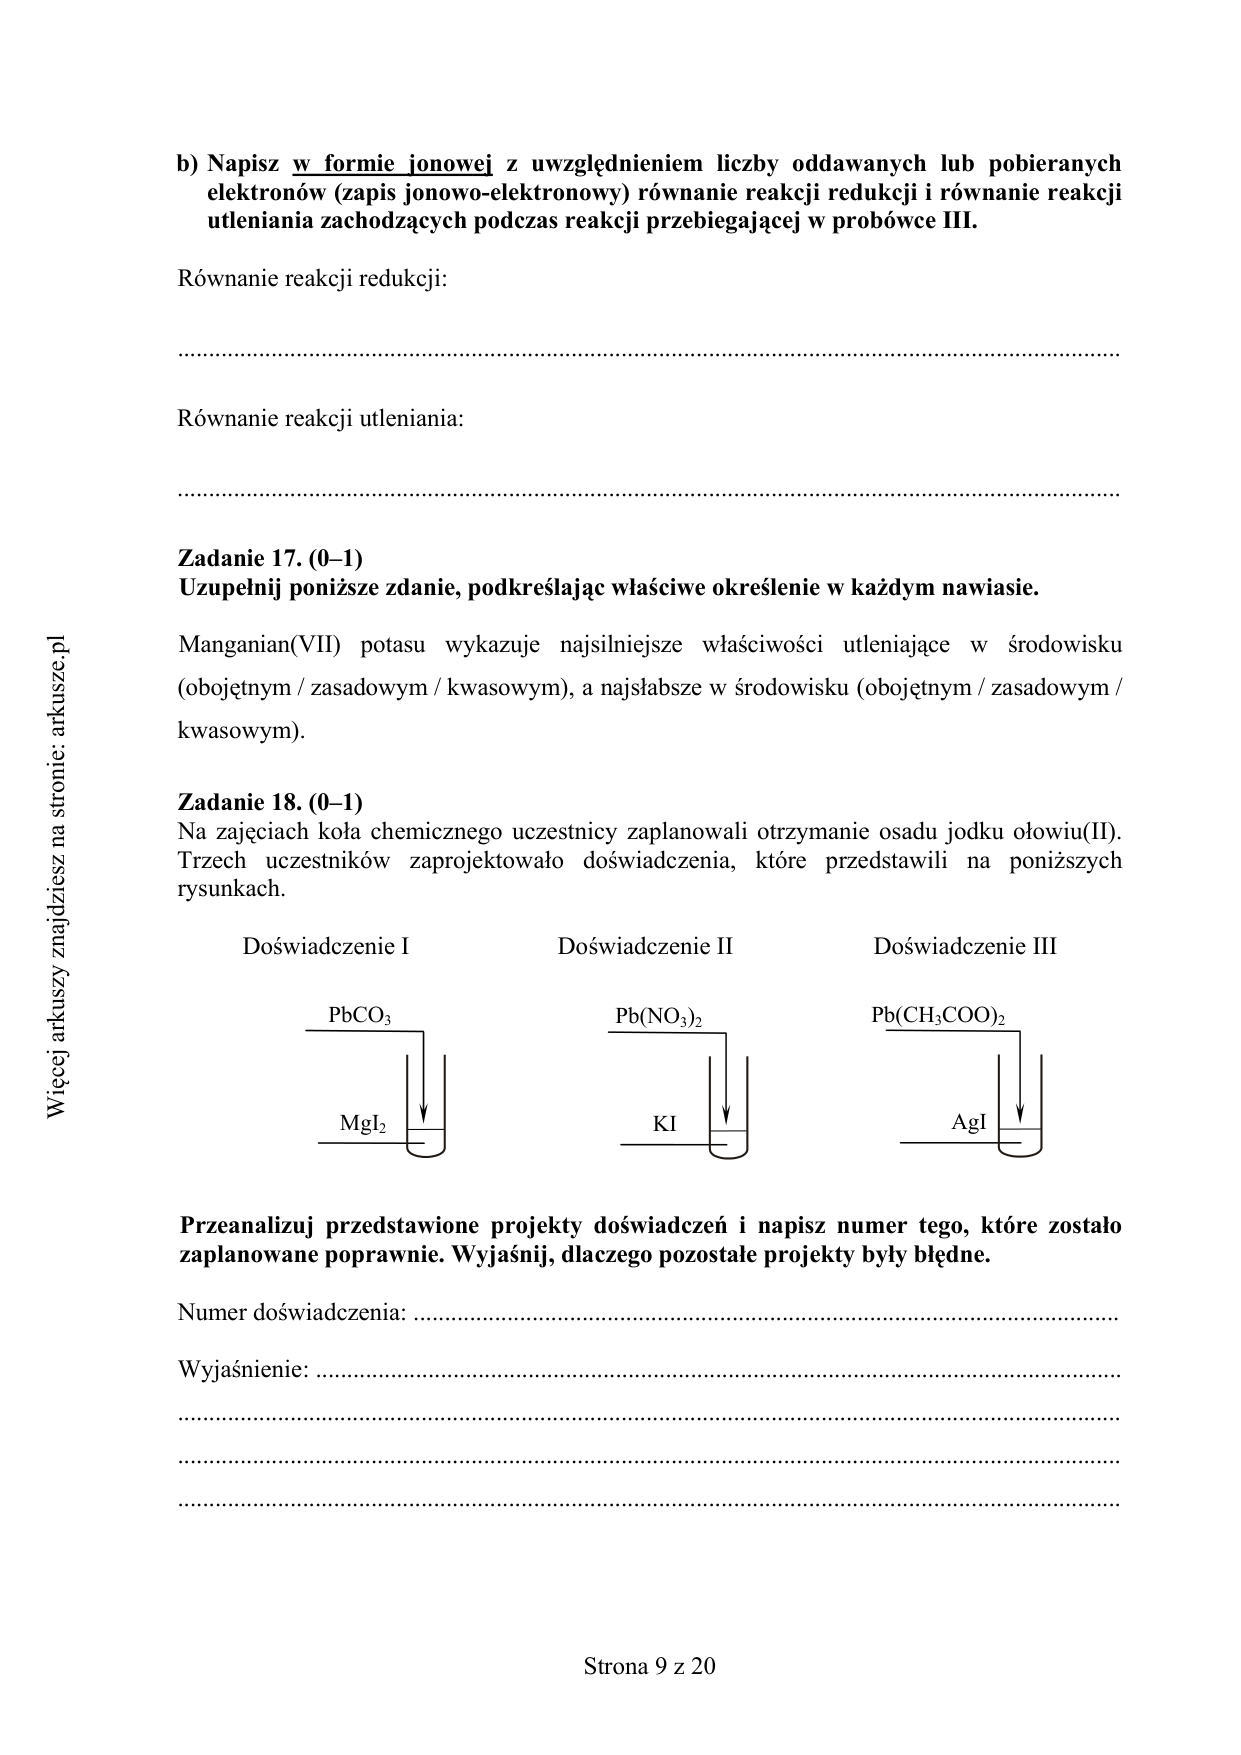 b) Napisz w formie jonowej z uwzględnieniem liczby oddawanych lub pobieranych
elektronów (zapis jonowo-elektronowy) równanie reakcji redukcji i równanie reakcji
utleniania zachodzących podczas reakcji przebiegającej w probówce III.
Równanie reakcji redukcji:
Równanie reakcji utleniania:
Zadanie 17. (0–1)
Uzupełnij poniższe zdanie, podkreślając właściwe określenie w każdym nawiasie.
Manganian(VII) potasu wykazuje najsilniejsze właściwości utleniające w środowisku
(obojętnym / zasadowym / kwasowym), a najsłabsze w środowisku (obojętnym / zasadowym /
kwasowym).
Zadanie 18. (0–1)
Na zajęciach koła chemicznego uczestnicy zaplanowali otrzymanie osadu jodku ołowiu(II).
Trzech uczestników zaprojektowało doświadczenia, które przedstawili na poniższych
rysunkach.
Doświadczenie I Doświadczenie II Doświadczenie III
PbCO₃ Pb(NO₃)₂ Pb(CH₃COO)₂
MgI₂ KI AgI
Przeanalizuj przedstawione projekty doświadczeń i napisz numer tego, które zostało
zaplanowane poprawnie. Wyjaśnij, dlaczego pozostałe projekty były błędne.
Numer doświadczenia:
Wyjaśnienie:
Strona 9 z 20
Więcej arkuszy znajdziesz na stronie: arkusze.pl